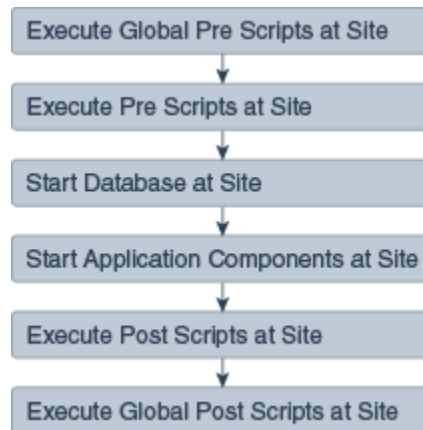 Execute Global Pre Scripts at Site
Execute Pre Scripts at Site
Start Database at Site
Start Application Components at Site
Execute Post Scripts at Site
Execute Global Post Scripts at Site